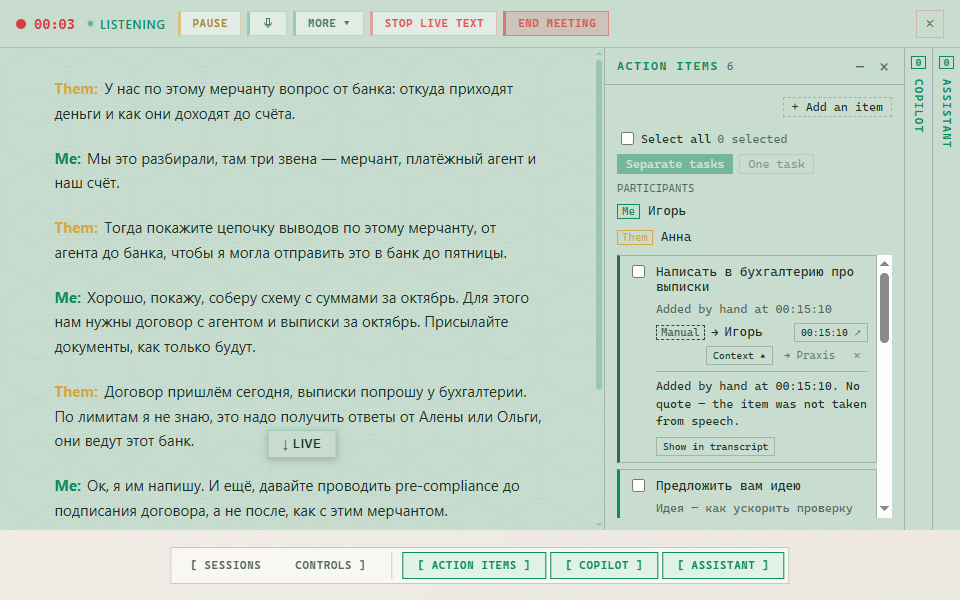 00:03 LISTENING PAUSE MORE ▾ STOP LIVE TEXT END MEETING ×
Them: У нас по этому мерчанту вопрос от банка: откуда приходят
деньги и как они доходят до счёта.
Me: Мы это разбирали, там три звена — мерчант, платёжный агент и
наш счёт.
Them: Тогда покажите цепочку выводов по этому мерчанту, от
агента до банка, чтобы я могла отправить это в банк до пятницы.
Me: Хорошо, покажу, соберу схему с суммами за октябрь. Для этого
нам нужны договор с агентом и выписки за октябрь. Присылайте
документы, как только будут.
Them: Договор пришлём сегодня, выписки попрошу у бухгалтерии.
По лимитам я не знаю, это надо получить ответы от Алены или Ольги,
они ведут этот банк.
↓ LIVE
Me: Ок, я им напишу. И ещё, давайте проводить pre-compliance до
подписания договора, а не после, как с этим мерчантом.
ACTION ITEMS 6 — ×
+ Add an item
Select all 0 selected
Separate tasks One task
PARTICIPANTS
Me Игорь
Them Анна
Написать в бухгалтерию про
выписки
Added by hand at 00:15:10
Manual → Игорь 00:15:10 ↗
Context ▴ → Praxis ×
Added by hand at 00:15:10. No
quote — the item was not taken
from speech.
Show in transcript
Предложить вам идею
Идея — как ускорить проверку
0 COPILOT
0 ASSISTANT
[ SESSIONS CONTROLS ] [ ACTION ITEMS ] [ COPILOT ] [ ASSISTANT ]